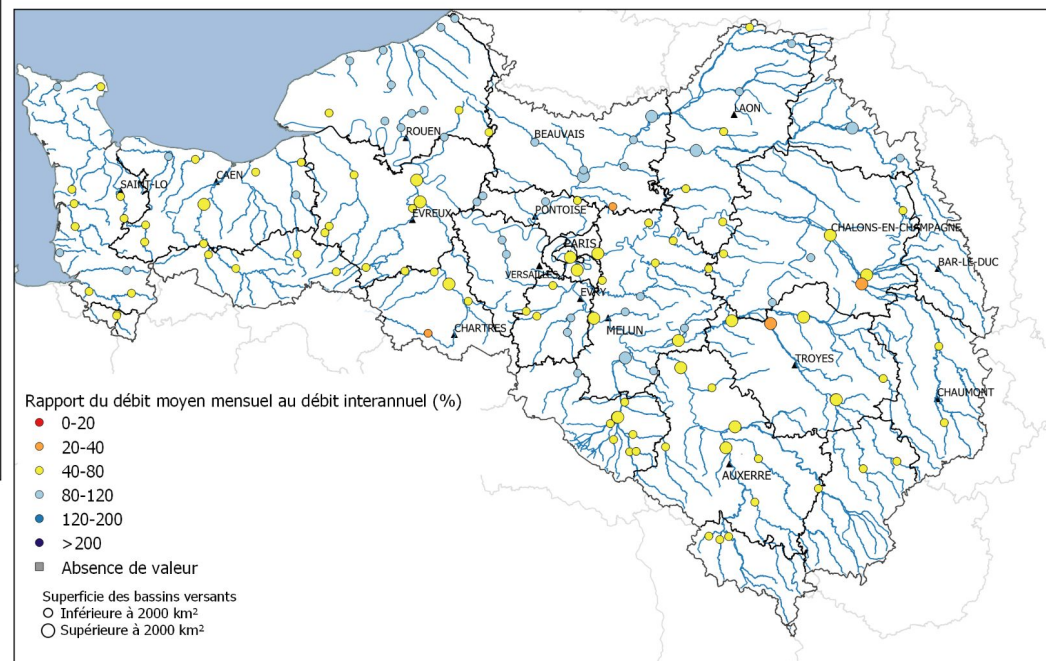 LAON
ROUEN
BEAUVAIS
SAINT-LO
CAEN
EVREUX
PONTOISE
PARIS
CHALONS-EN-CHAMPAGNE
BAR-LE-DUC
VERSAILLES
EVRY
MELUN
CHARTRES
TROYES
CHAUMONT
AUXERRE
Rapport du débit moyen mensuel au débit interannuel (%)
0-20
20-40
40-80
80-120
120-200
>200
Absence de valeur
Superficie des bassins versants
Inférieure à 2000 km²
Supérieure à 2000 km²